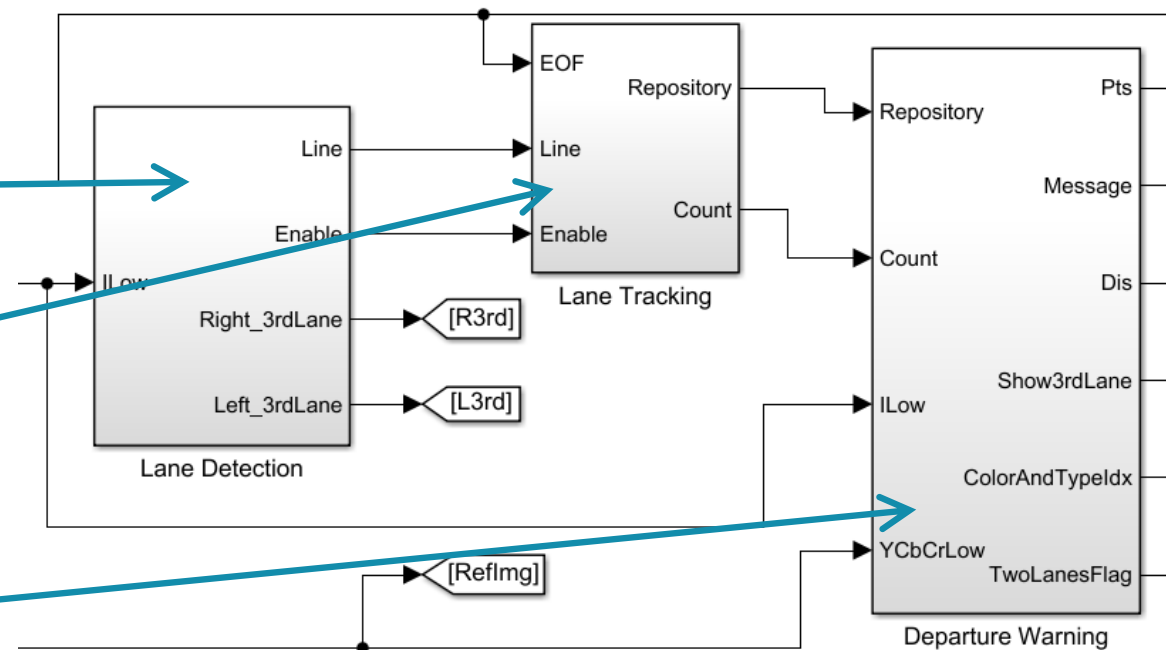 EOF
Repository
Line
Count
Enable
Lane Tracking
Line
Enable
ILow
Right_3rdLane
Left_3rdLane
Lane Detection
[R3rd]
[L3rd]
[RefImg]
Repository
Count
ILow
YCbCrLow
Pts
Message
Dis
Show3rdLane
ColorAndTypeIdx
TwoLanesFlag
Departure Warning